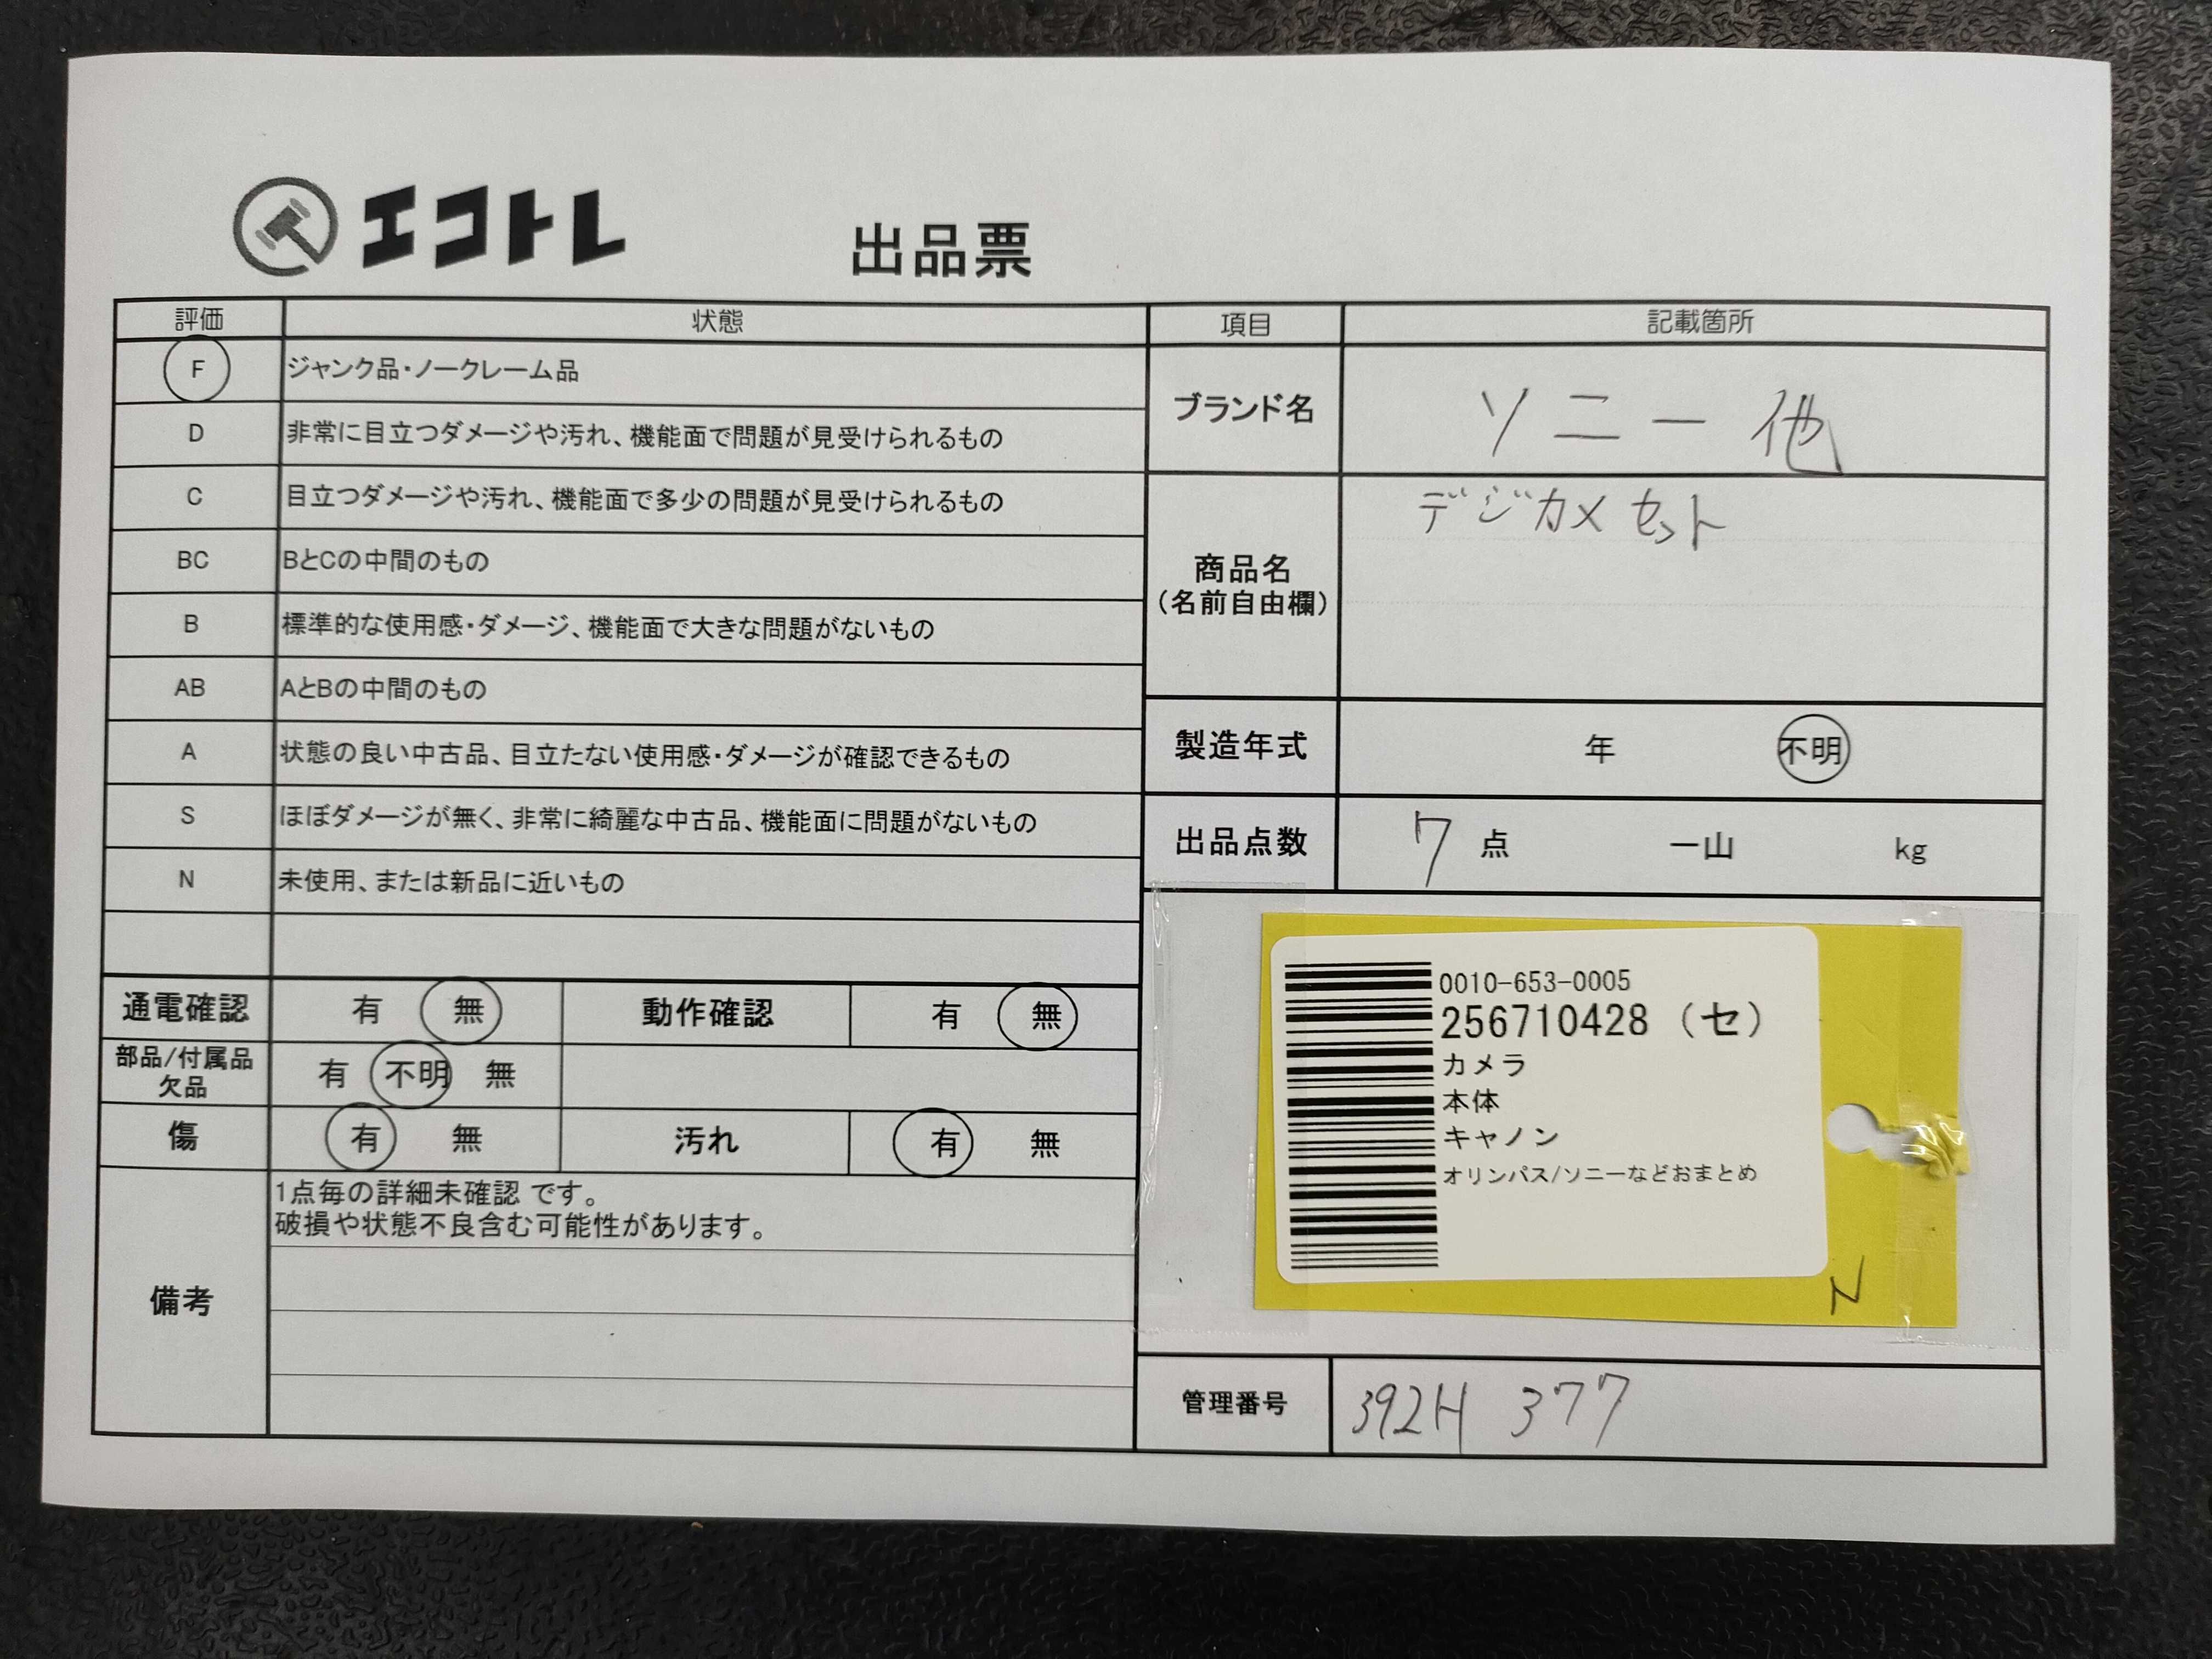 エコトレ
出品票
評価 状態
F ジャンク品・ノークレーム品
D 非常に目立つダメージや汚れ、機能面で問題が見受けられるもの
C 目立つダメージや汚れ、機能面で多少の問題が見受けられるもの
BC BとCの中間のもの
B 標準的な使用感・ダメージ、機能面で大きな問題がないもの
AB AとBの中間のもの
A 状態の良い中古品、目立たない使用感・ダメージが確認できるもの
S ほぼダメージが無く、非常に綺麗な中古品、機能面に問題がないもの
N 未使用、または新品に近いもの
通電確認 有 無 動作確認 有 無
部品/付属品
欠品 有 不明 無
傷 有 無 汚れ 有 無
備考
1点毎の詳細未確認 です。
破損や状態不良含む可能性があります。
項目 記載箇所
ブランド名 ソニー他
商品名
(名前自由欄)
デジカメセット
製造年式 年 不明
出品点数 7 点 一山 kg
0010-653-0005
256710428 (セ)
カメラ
本体
キャノン
オリンパス/ソニーなどおまとめ
N
管理番号 392H 377